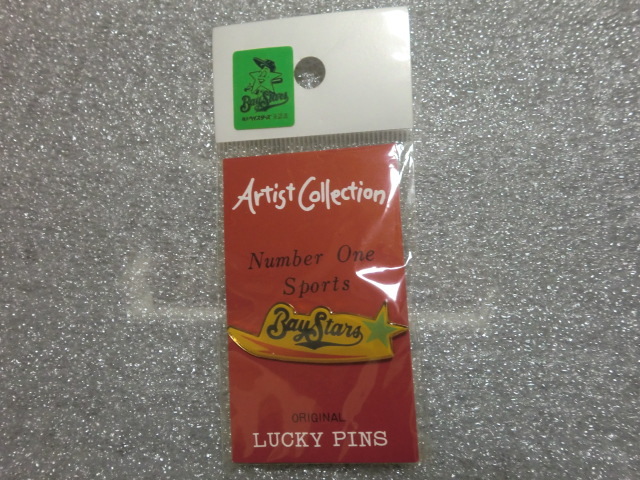 BayStars
Artist Collection
Number One
Sports
BayStars
ORIGINAL
LUCKY PINS